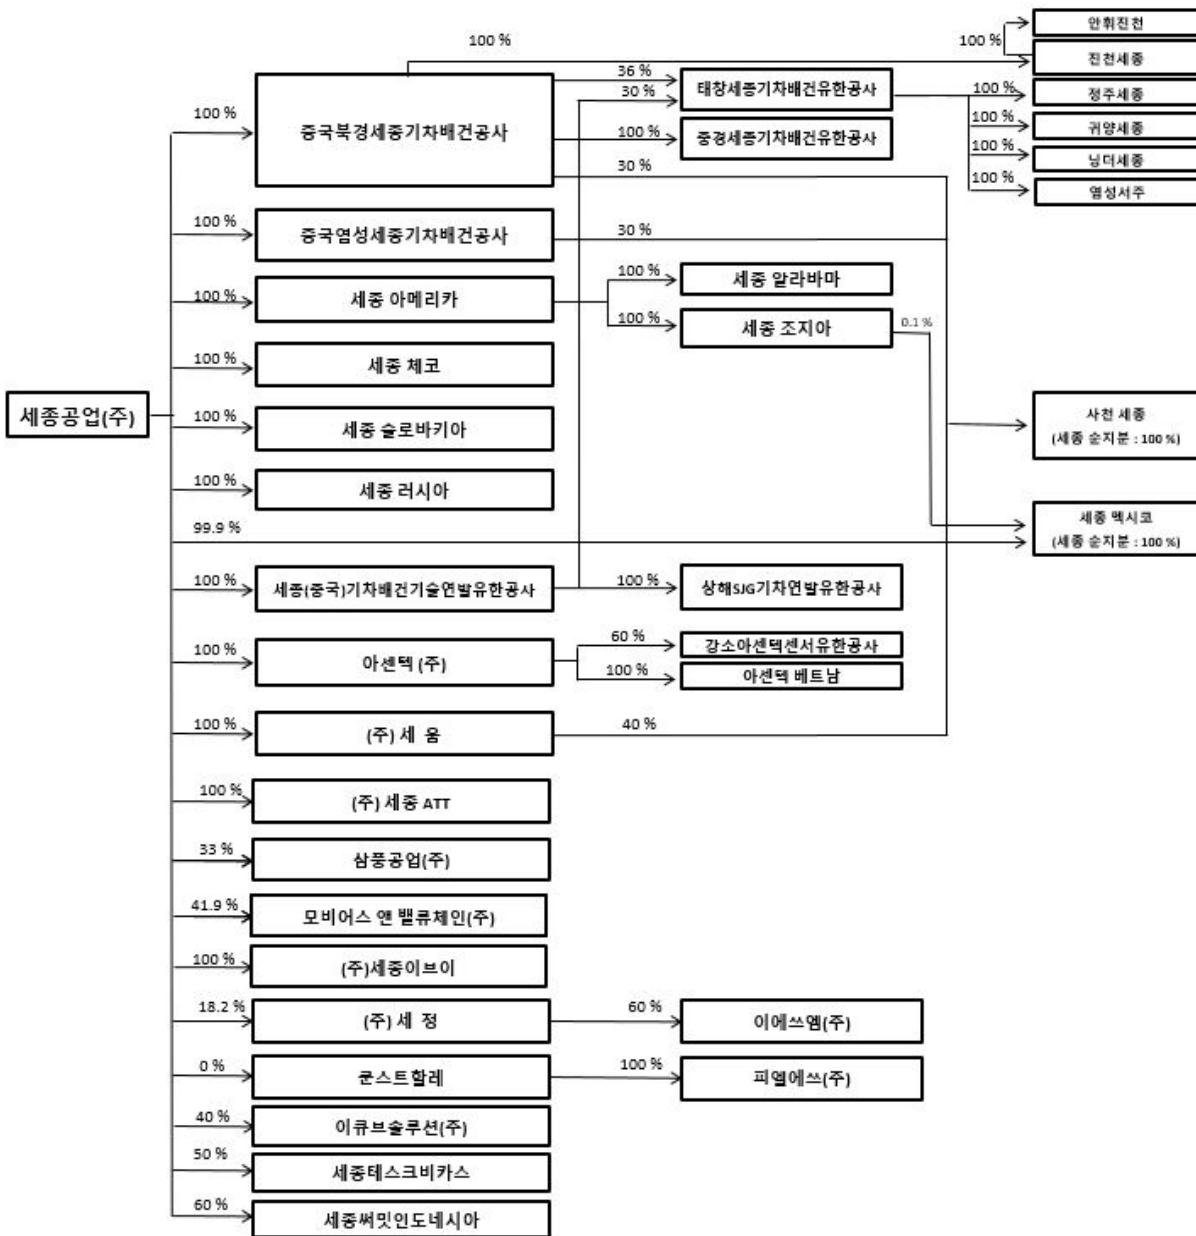 100 %
100 %
안휘진천
진천세종
36 %
30 %
태창세종기차배건유한공사
100 %
정주세종
100 %
중국북경세종기차배건공사
100 %
중경세종기차배건유한공사
100 %
귀양세종
100 %
닝더세종
30 %
100 %
염성서주
100 %
중국염성세종기차배건공사
30 %
100 %
세종 아메리카
100 %
세종 알라바마
100 %
세종 조지아
0.1 %
100 %
세종 체코
세종공업(주)
100 %
세종 슬로바키아
사천 세종
(세종 순지분 : 100 %)
100 %
세종 러시아
99.9 %
세종 멕시코
(세종 순지분 : 100 %)
100 %
세종(중국)기차배건기술연발유한공사
100 %
상해SJG기차연발유한공사
100 %
아센텍 (주)
60 %
강소아센텍센서유한공사
100 %
아센텍 베트남
100 %
(주) 세 움
40 %
100 %
(주) 세종 ATT
33 %
삼풍공업(주)
41.9 %
모비어스 앤 밸류체인(주)
100 %
(주)세종이브이
18.2 %
(주) 세 정
60 %
이에쓰엠(주)
0 %
쿤스트할레
100 %
피엘에쓰(주)
40 %
이큐브솔루션(주)
50 %
세종테스크비카스
60 %
세종써밋인도네시아